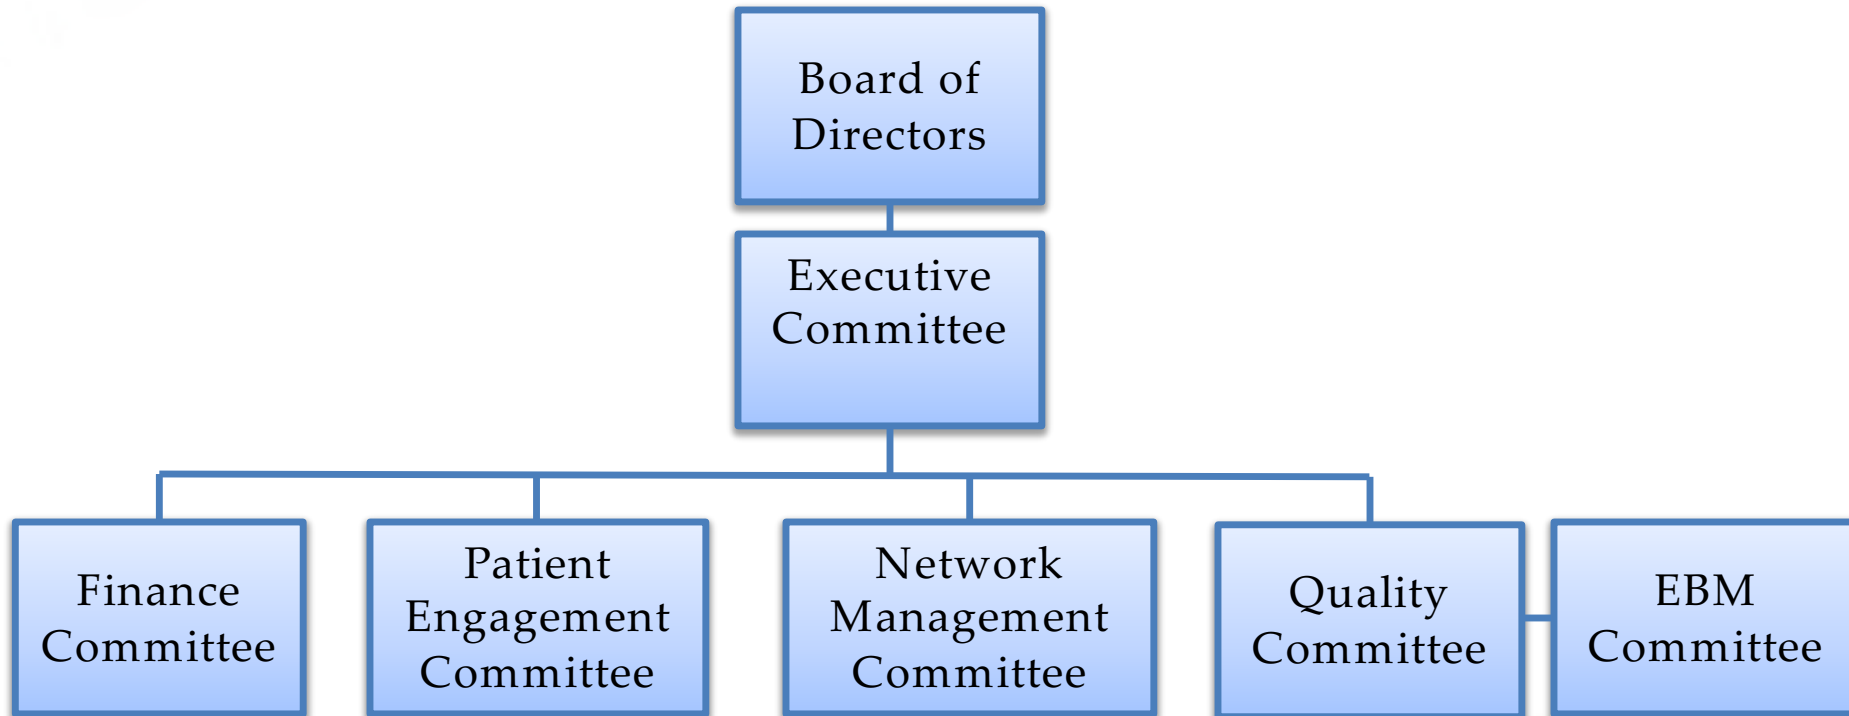 Board of
Directors
Executive
Committee
Finance
Committee
Patient
Engagement
Committee
Network
Management
Committee
Quality
Committee
EBM
Committee